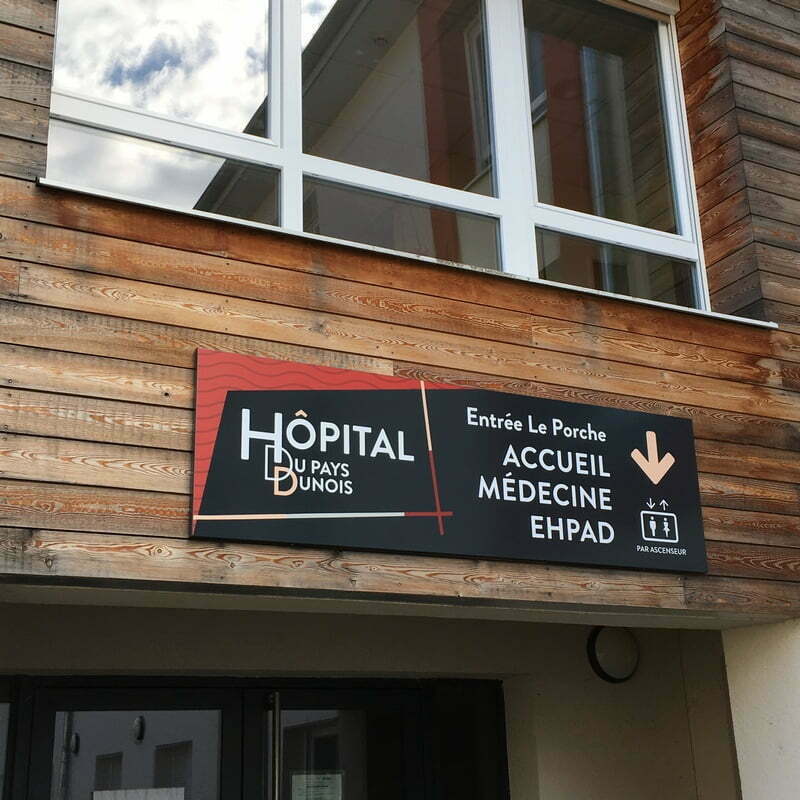 HÔPITAL
DU PAYS
DUNOIS
Entrée Le Porche
ACCUEIL
MÉDECINE
EHPAD
PAR ASCENSEUR